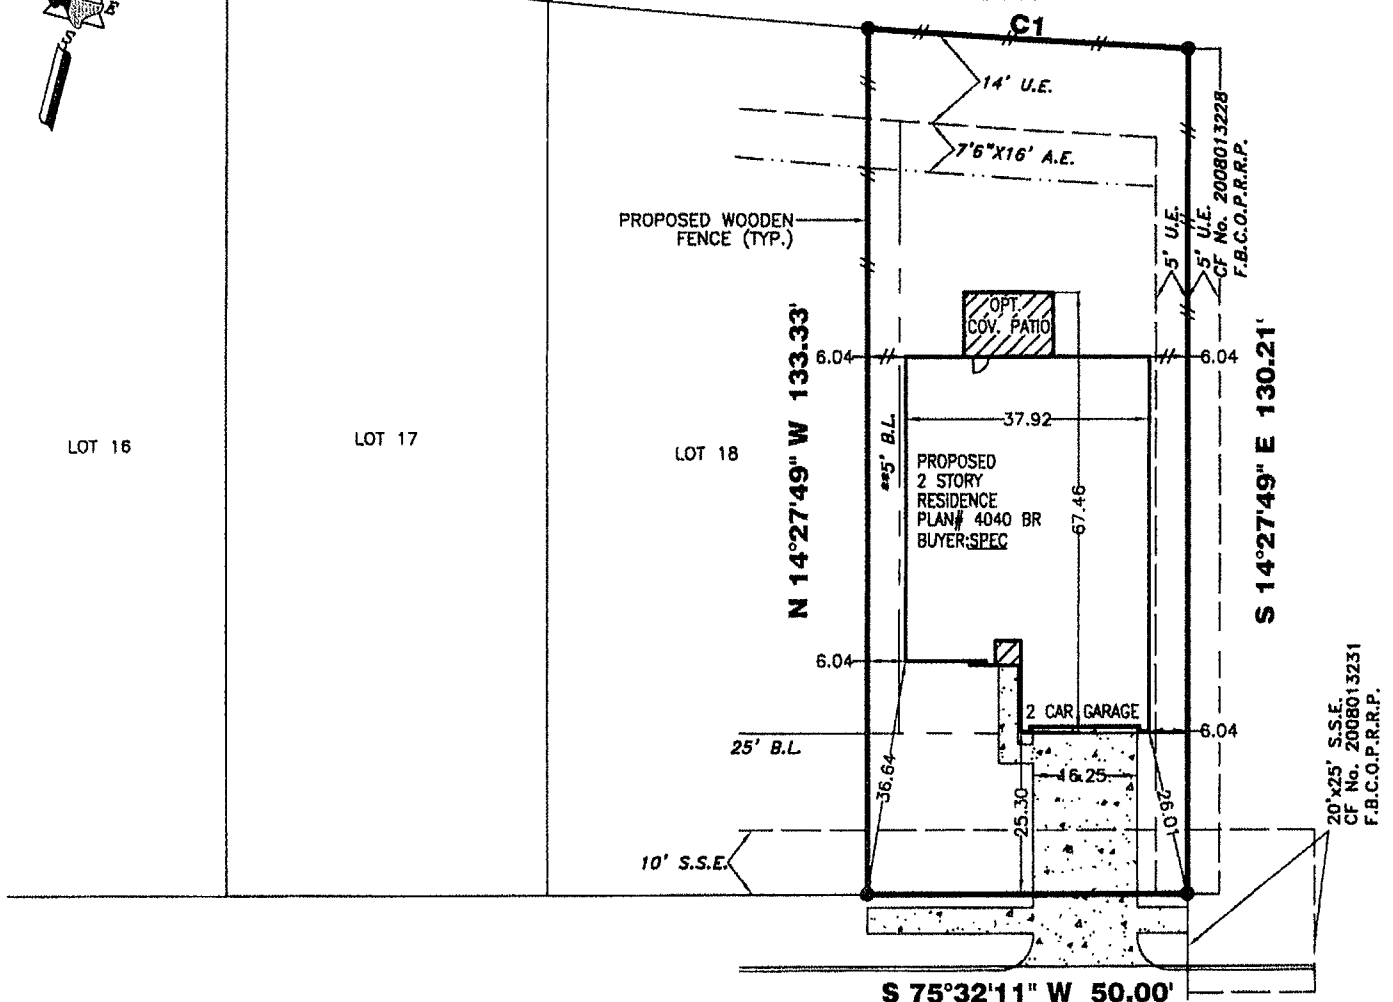 E
C1
14' U.E.
7'6"X16' A.E.
CF No. 2008013228
F.B.C.O.P.R.R.P.
5' U.E.
5' U.E.
PROPOSED WOODEN
FENCE (TYP.)
OPT.
COV. PATIO
6.04
6.04
N 14°27'49" W 133.33'
S 14°27'49" E 130.21'
37.92
LOT 16
LOT 17
LOT 18
**5' B.L.
PROPOSED
2 STORY
RESIDENCE
PLAN# 4040 BR
BUYER:SPEC
67.46
6.04
2 CAR GARAGE
6.04
25' B.L.
36.64
25.30
16.25
26.01
20'x25' S.S.E.
CF No. 2008013231
F.B.C.O.P.R.R.P.
10' S.S.E.
S 75°32'11" W 50.00'